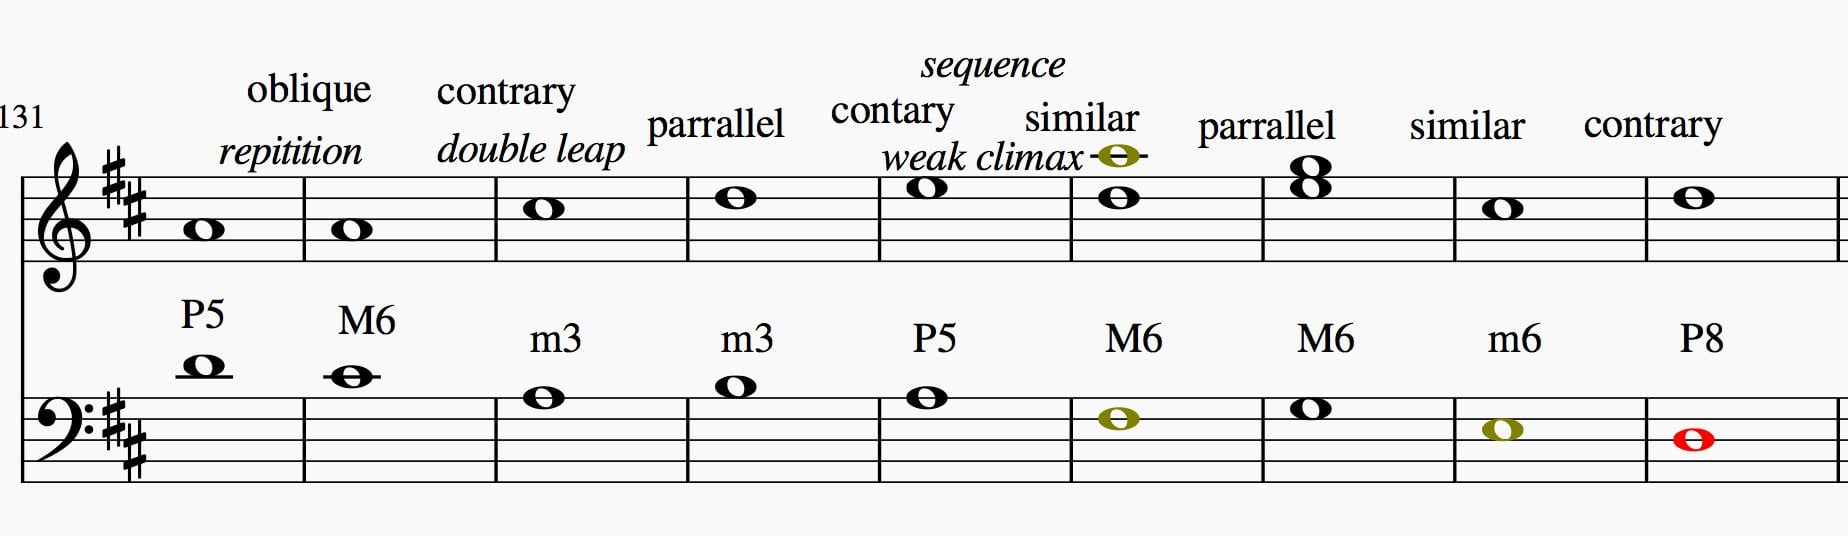 sequence
oblique contrary parrallel contary similar parrallel similar contrary
131
repitition double leap weak climax
P5 M6 m3 m3 P5 M6 M6 m6 P8